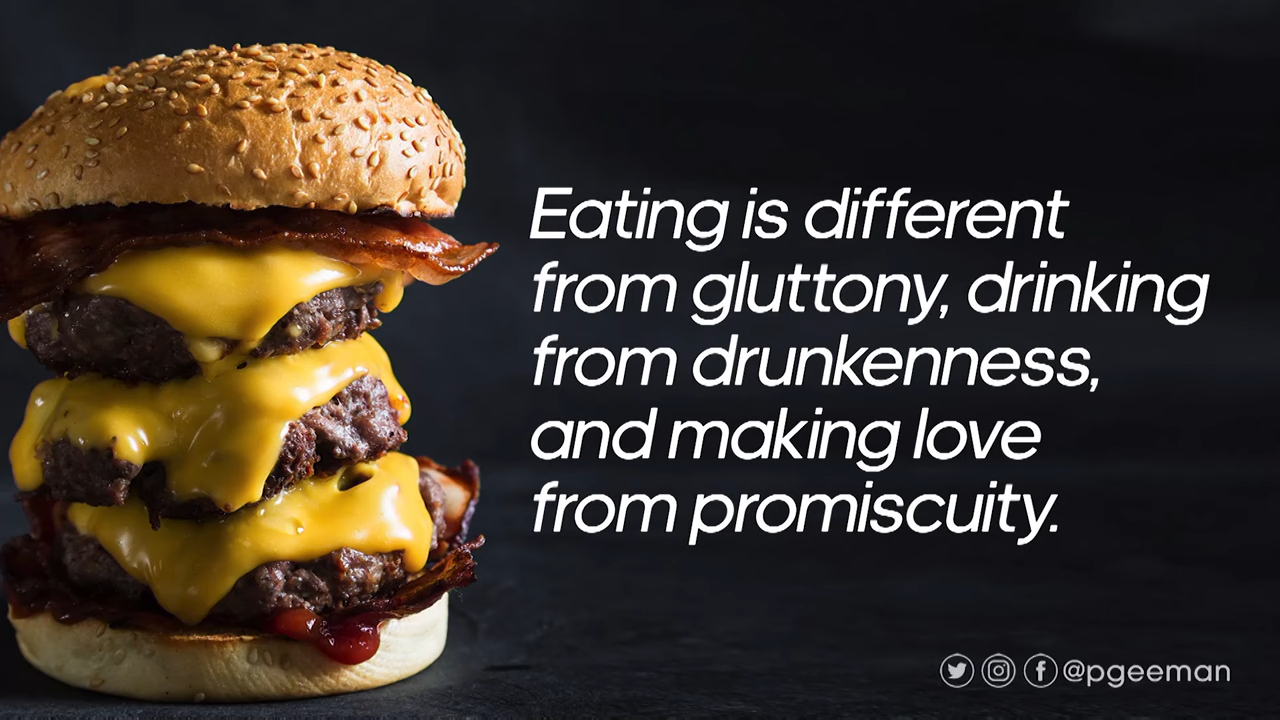 Eating is different
from gluttony, drinking
from drunkenness,
and making love
from promiscuity.
@pgeeman